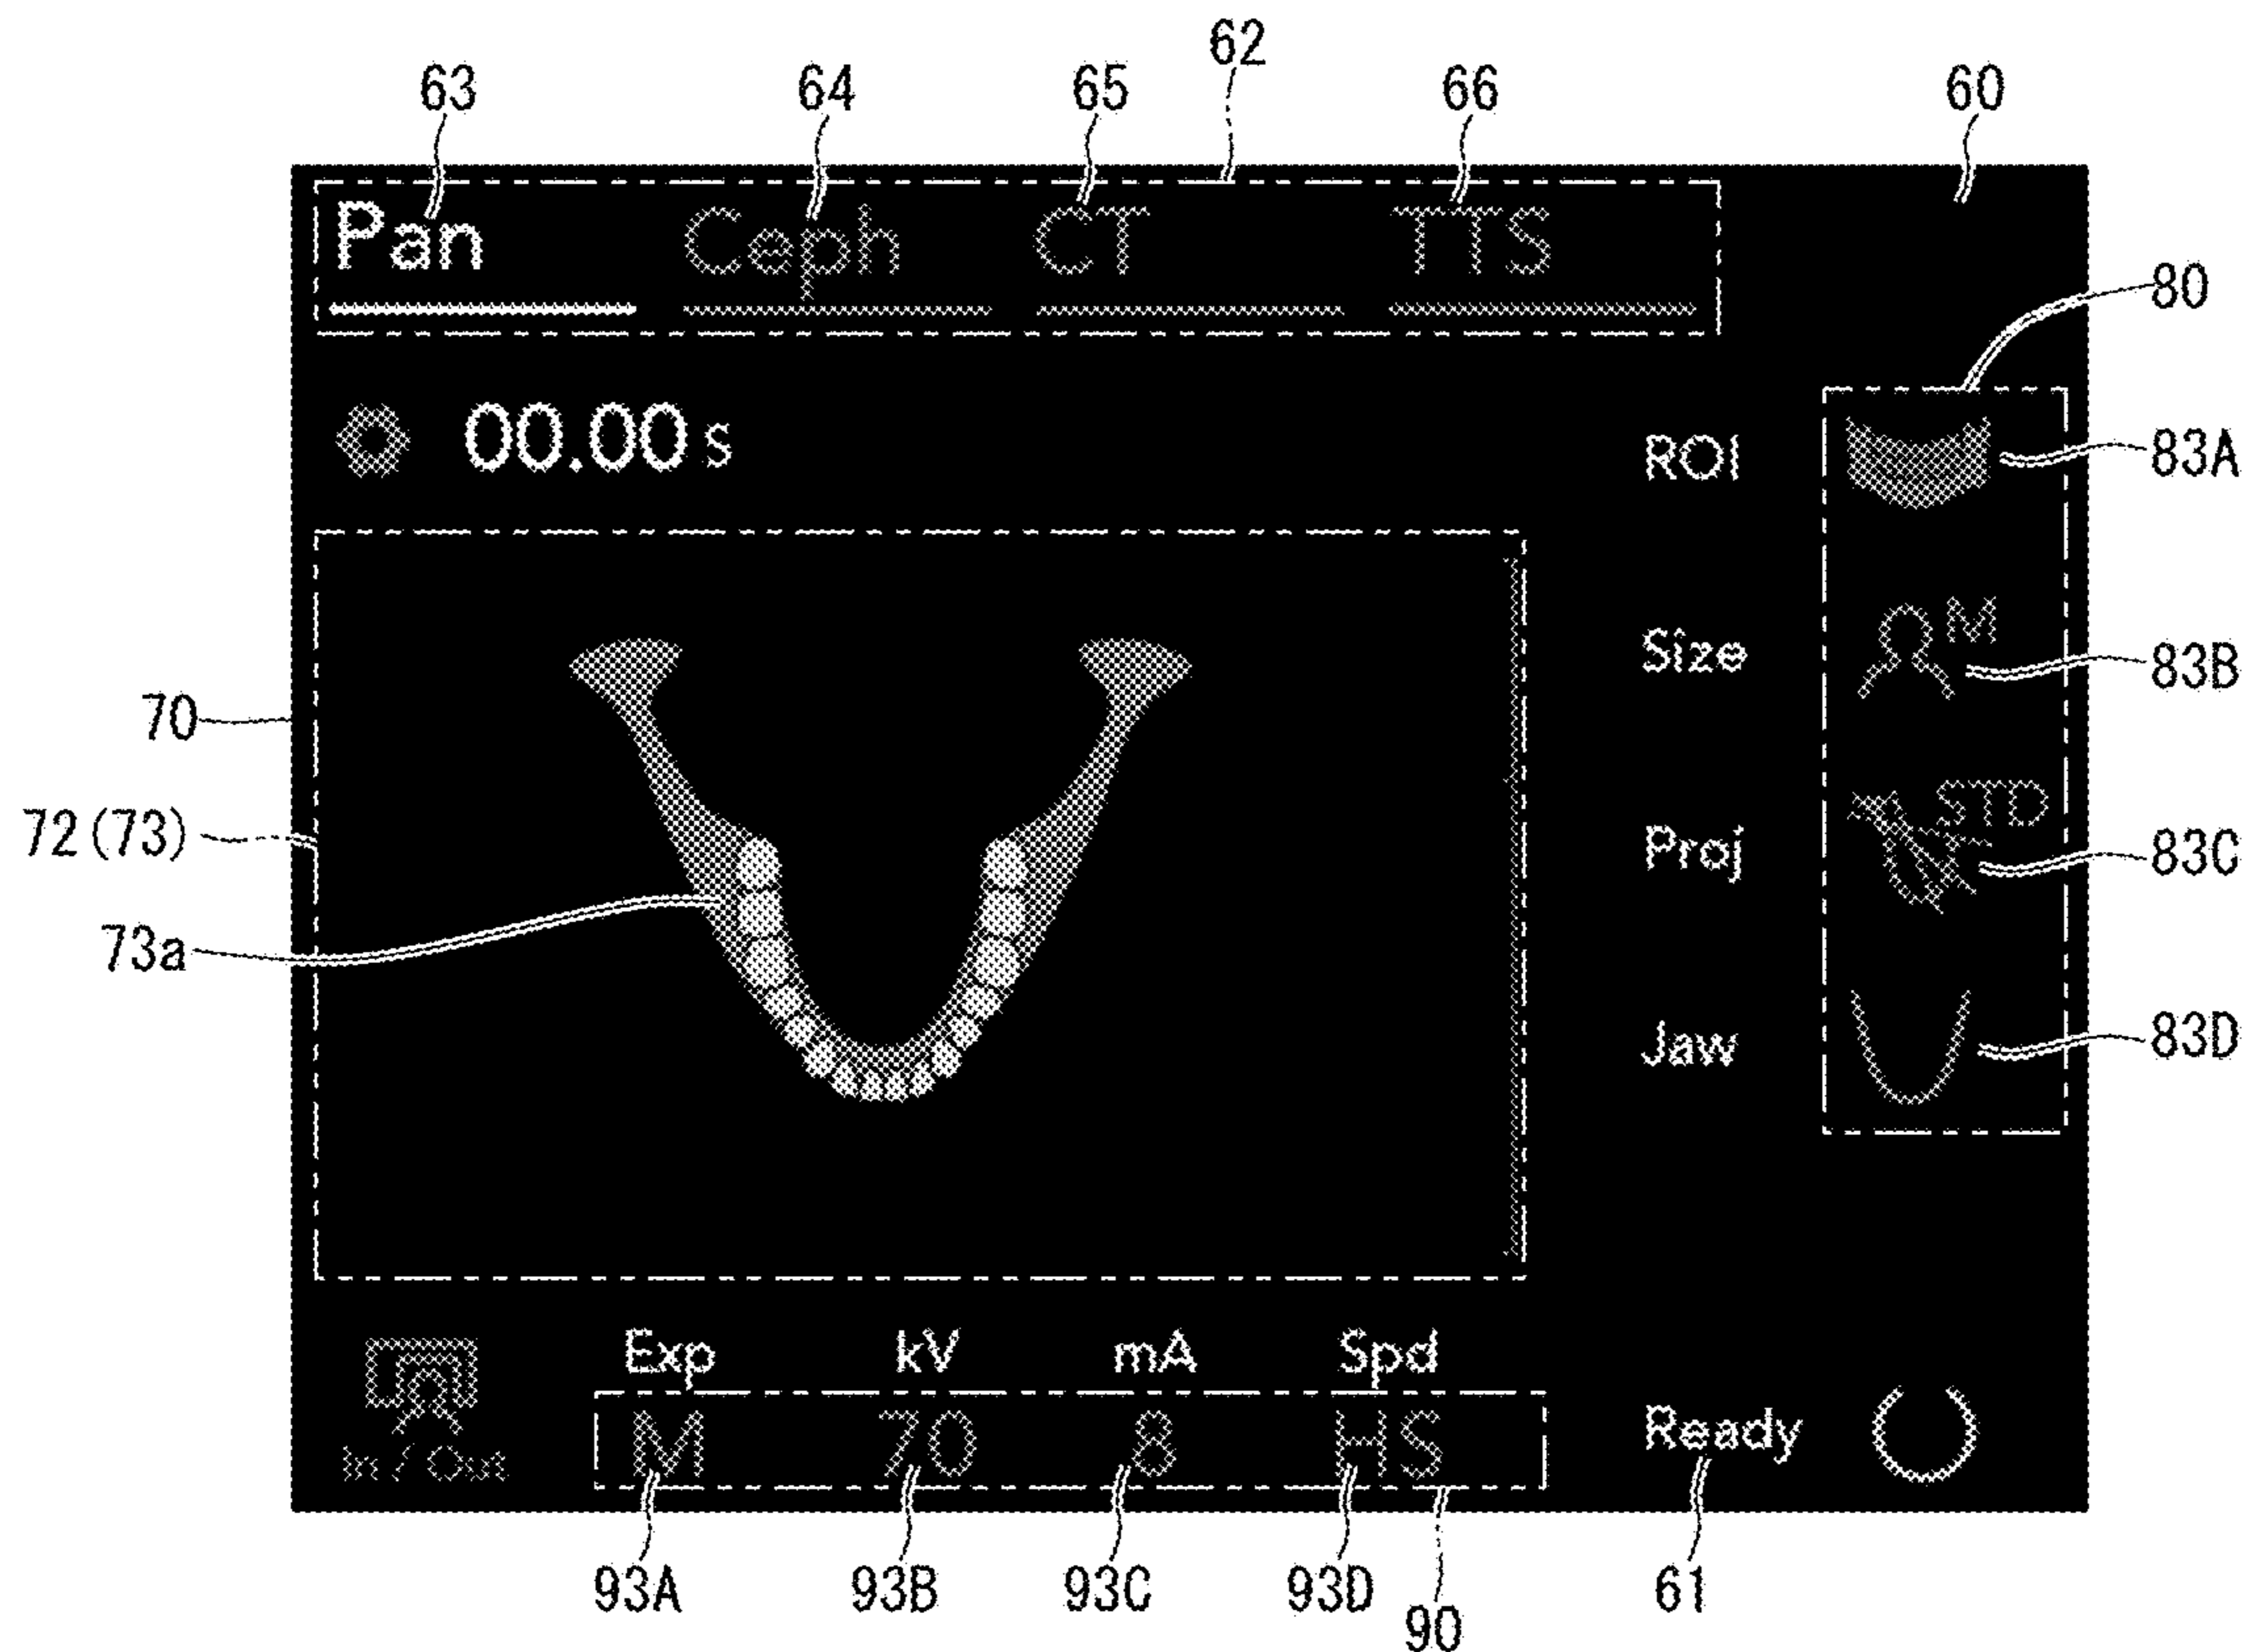 62
63 64 65 66 60
Pan Ceph CT TTS
80
00.00s
ROI 83A
Size M 83B
70
72(73)
Proj STD 83C
73a
Jaw 83D
Exp kV mA Spd
M 70 8 HS
In / Out
Ready
93A 93B 93C 93D 61
90